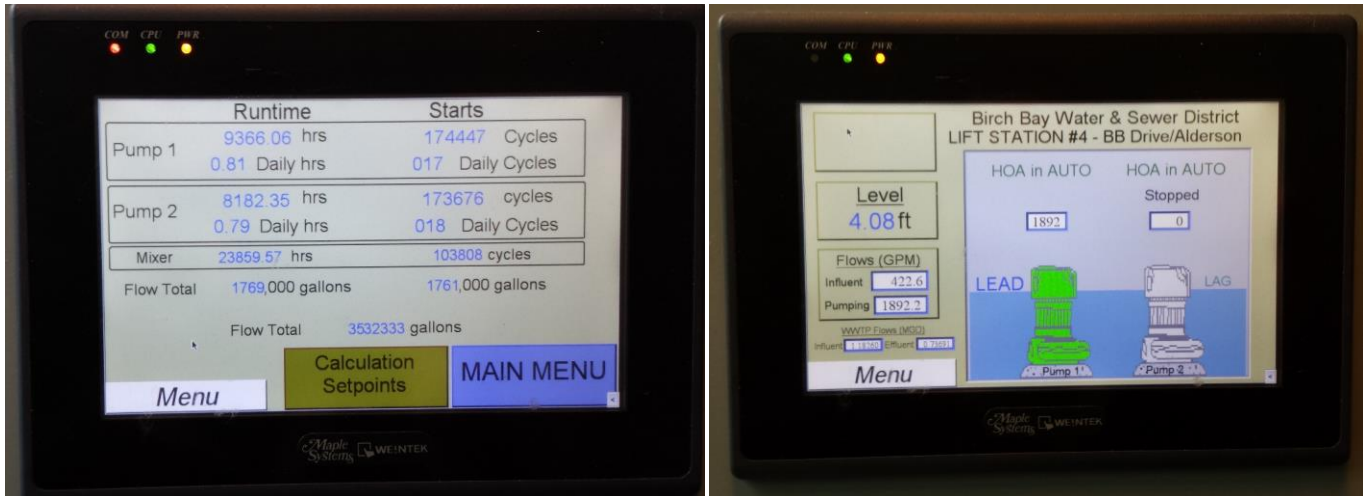 COM CPU PWR
Runtime Starts
Pump 1
9366.06 hrs 174447 Cycles
0.81 Daily hrs 017 Daily Cycles
Pump 2
8182.35 hrs 173676 cycles
0.79 Daily hrs 018 Daily Cycles
Mixer 23859.57 hrs 103808 cycles
Flow Total 1769,000 gallons 1761,000 gallons
Flow Total 3532333 gallons
Menu
Calculation
Setpoints
MAIN MENU
Maple
Systems WEINTEK
COM CPU PWR
Birch Bay Water & Sewer District
LIFT STATION #4 - BB Drive/Alderson
HOA in AUTO HOA in AUTO
Stopped
Level
4.08 ft
1892 0
Flows (GPM)
Influent 422.6
Pumping 1892.2
LEAD LAG
WWTP Flows (MGD)
Influent Effluent
Menu
Pump 1 Pump 2
Maple
Systems WEINTEK